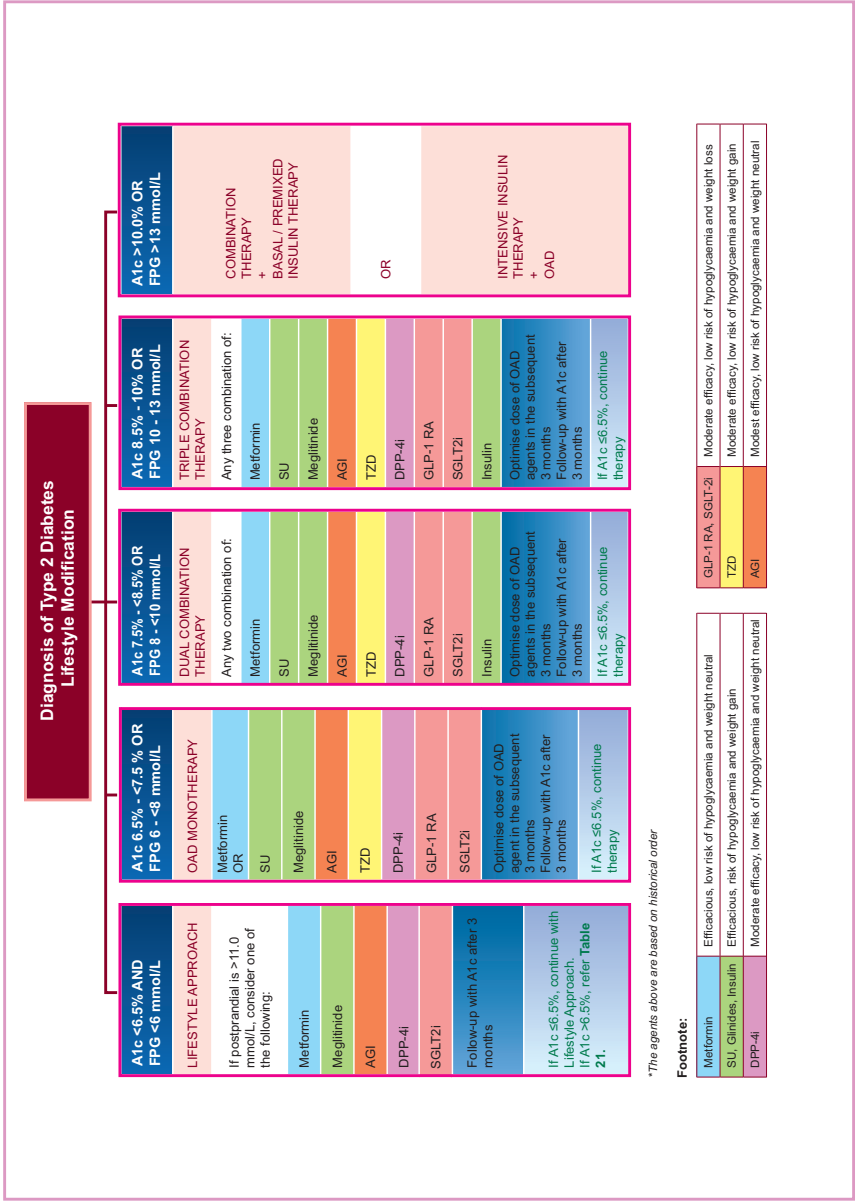 Diagnosis of Type 2 Diabetes
Lifestyle Modification
A1c <6.5% AND
FPG <6 mmol/L
LIFESTYLE APPROACH
If postprandial is >11.0
mmol/L, consider one of
the following:
Metformin
Meglitinide
AGI
DPP-4i
SGLT2i
Follow-up with A1c after 3
months
If A1c ≤6.5%, continue with
Lifestyle Approach.
If A1c >6.5%, refer Table
21.
A1c 6.5% - <7.5 % OR
FPG 6 - <8 mmol/L
OAD MONOTHERAPY
Metformin
OR
SU
Meglitinide
AGI
TZD
DPP-4i
GLP-1 RA
SGLT2i
Optimise dose of OAD
agent in the subsequent
3 months
Follow-up with A1c after
3 months
If A1c ≤6.5%, continue
therapy
A1c 7.5% - <8.5% OR
FPG 8 - <10 mmol/L
DUAL COMBINATION
THERAPY
Any two combination of:
Metformin
SU
Meglitinide
AGI
TZD
DPP-4i
GLP-1 RA
SGLT2i
Insulin
Optimise dose of OAD
agents in the subsequent
3 months
Follow-up with A1c after
3 months
If A1c ≤6.5%, continue
therapy
A1c 8.5% - 10% OR
FPG 10 - 13 mmol/L
TRIPLE COMBINATION
THERAPY
Any three combination of:
Metformin
SU
Meglitinide
AGI
TZD
DPP-4i
GLP-1 RA
SGLT2i
Insulin
Optimise dose of OAD
agents in the subsequent
3 months
Follow-up with A1c after
3 months
If A1c ≤6.5%, continue
therapy
A1c >10.0% OR
FPG >13 mmol/L
COMBINATION
THERAPY
+
BASAL / PREMIXED
INSULIN THERAPY
OR
INTENSIVE INSULIN
THERAPY
+
OAD
*The agents above are based on historical order
Footnote:
Metformin Efficacious, low risk of hypoglycaemia and weight neutral
SU, Glinides, Insulin Efficacious, risk of hypoglycaemia and weight gain
DPP-4i Moderate efficacy, low risk of hypoglycaemia and weight neutral
GLP-1 RA, SGLT-2i Moderate efficacy, low risk of hypoglycaemia and weight loss
TZD Moderate efficacy, low risk of hypoglycaemia and weight gain
AGI Modest efficacy, low risk of hypoglycaemia and weight neutral